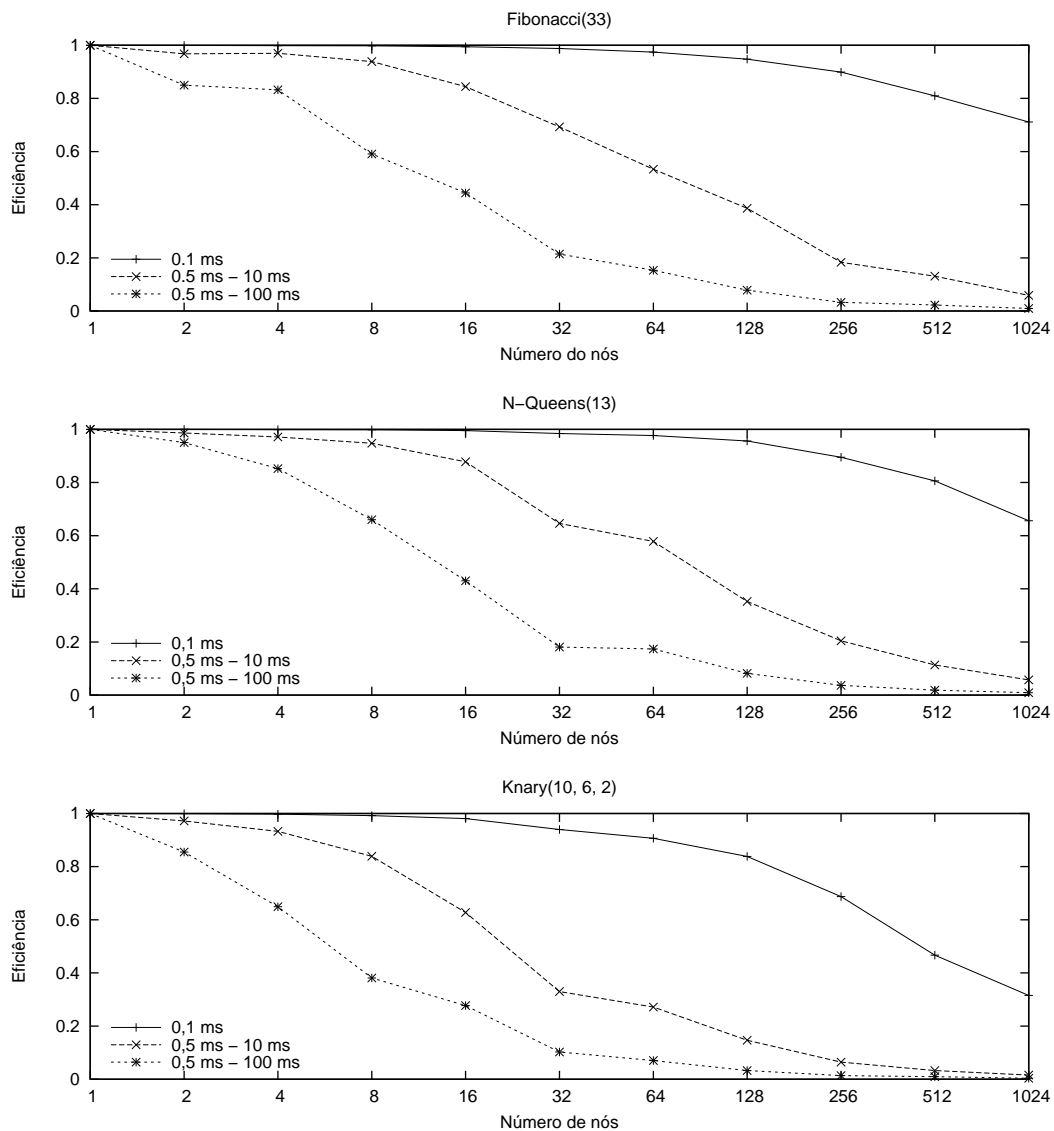 Fibonacci(33)
1
0.8
0.6
0.4
0.2
0
Eficiência
0.1 ms
0.5 ms – 10 ms
0.5 ms – 100 ms
1 2 4 8 16 32 64 128 256 512 1024
Número do nós
N–Queens(13)
1
0.8
0.6
0.4
0.2
0
Eficiência
0,1 ms
0,5 ms – 10 ms
0,5 ms – 100 ms
1 2 4 8 16 32 64 128 256 512 1024
Número de nós
Knary(10, 6, 2)
1
0.8
0.6
0.4
0.2
0
Eficiência
0,1 ms
0,5 ms – 10 ms
0,5 ms – 100 ms
1 2 4 8 16 32 64 128 256 512 1024
Número de nós